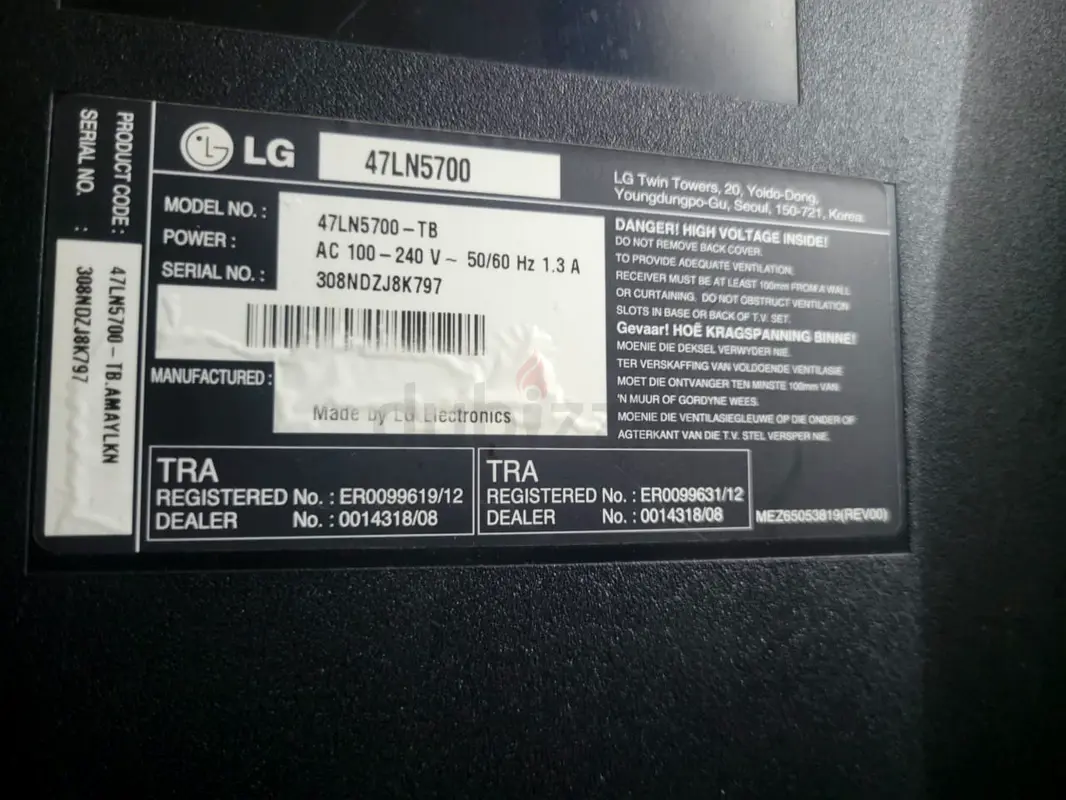 PRODUCT CODE:
SERIAL NO. :
47LN5700-TB.AMAYLKN
308NDZJ8K797
LG
47LN5700
LG Twin Towers, 20, Yoido-Dong,
Youngdungpo-Gu, Seoul, 150-721, Korea.
MODEL NO. : 47LN5700-TB
POWER : AC 100-240 V ~ 50/60 Hz 1.3 A
SERIAL NO. : 308NDZJ8K797
MANUFACTURED :
Made by LG Electronics
DANGER! HIGH VOLTAGE INSIDE!
DO NOT REMOVE BACK COVER.
TO PROVIDE ADEQUATE VENTILATION,
RECEIVER MUST BE AT LEAST 100mm FROM A WALL
OR CURTAINING. DO NOT OBSTRUCT VENTILATION
SLOTS IN BASE OR BACK OF T.V. SET.
Gevaar! HOË KRAGSPANNING BINNE!
MOENIE DIE DEKSEL VERWYDER NIE.
TER VERSKAFFING VAN VOLDOENDE VENTILASIE
MOET DIE ONTVANGER TEN MINSTE 100mm VAN
'N MUUR OF GORDYNE WEES.
MOENIE DIE VENTILASIEGLEUWE OP DIE ONDER OF
AGTERKANT VAN DIE T.V. STEL VERSPER NIE.
TRA
REGISTERED No. : ER0099619/12
DEALER No. : 0014318/08
TRA
REGISTERED No. : ER0099631/12
DEALER No. : 0014318/08
MEZ65053819(REV00)
dubizzle